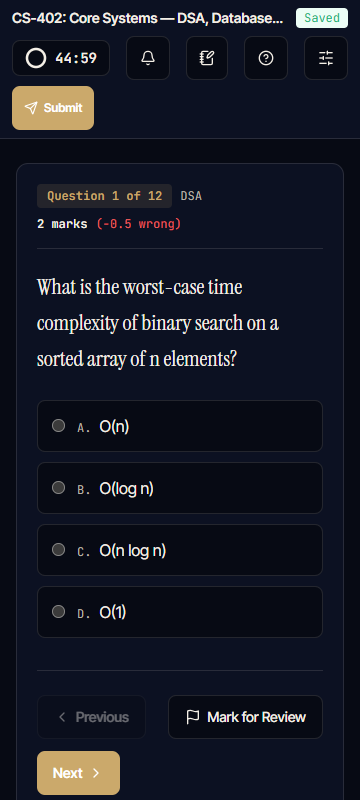 CS-402: Core Systems — DSA, Database...
Saved
44:59
Submit
Question 1 of 12
DSA
2 marks (-0.5 wrong)
What is the worst-case time
complexity of binary search on a
sorted array of n elements?
A. O(n)
B. O(log n)
C. O(n log n)
D. O(1)
Previous
Mark for Review
Next